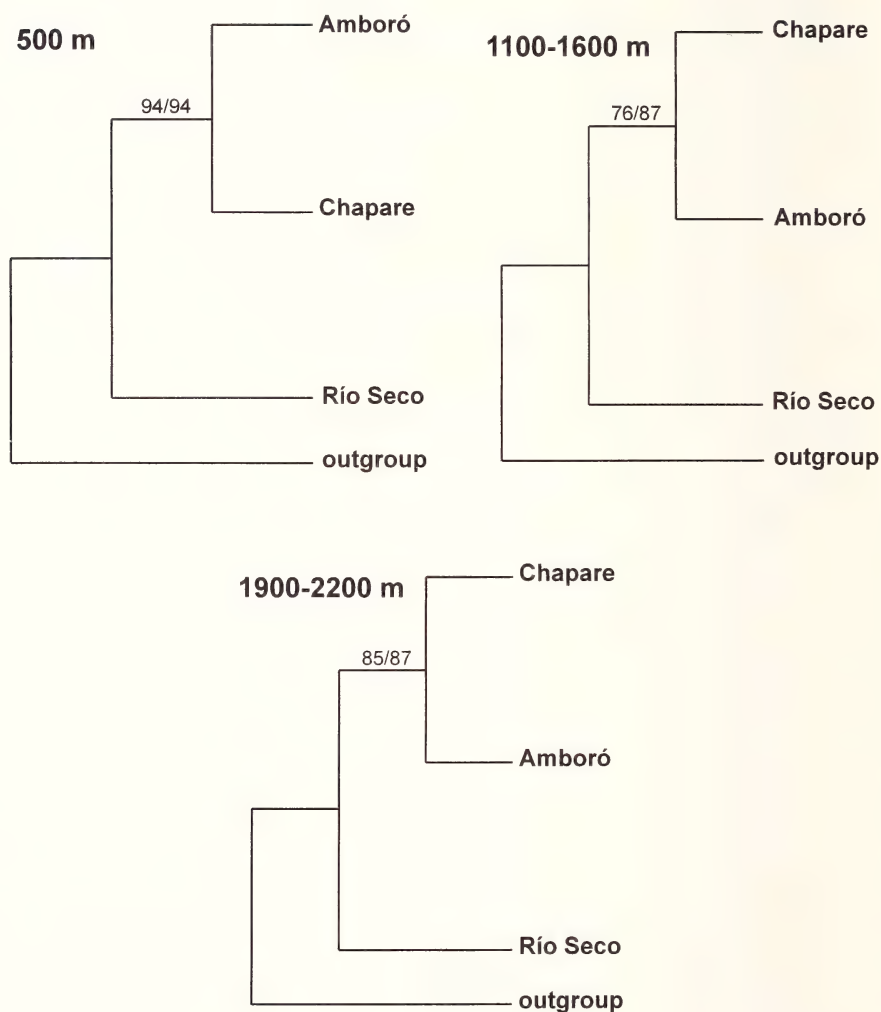 500 m
Amboró
94/94
Chapare
Río Seco
outgroup
1100-1600 m
Chapare
76/87
Amboró
Río Seco
outgroup
1900-2200 m
Chapare
85/87
Amboró
Río Seco
outgroup